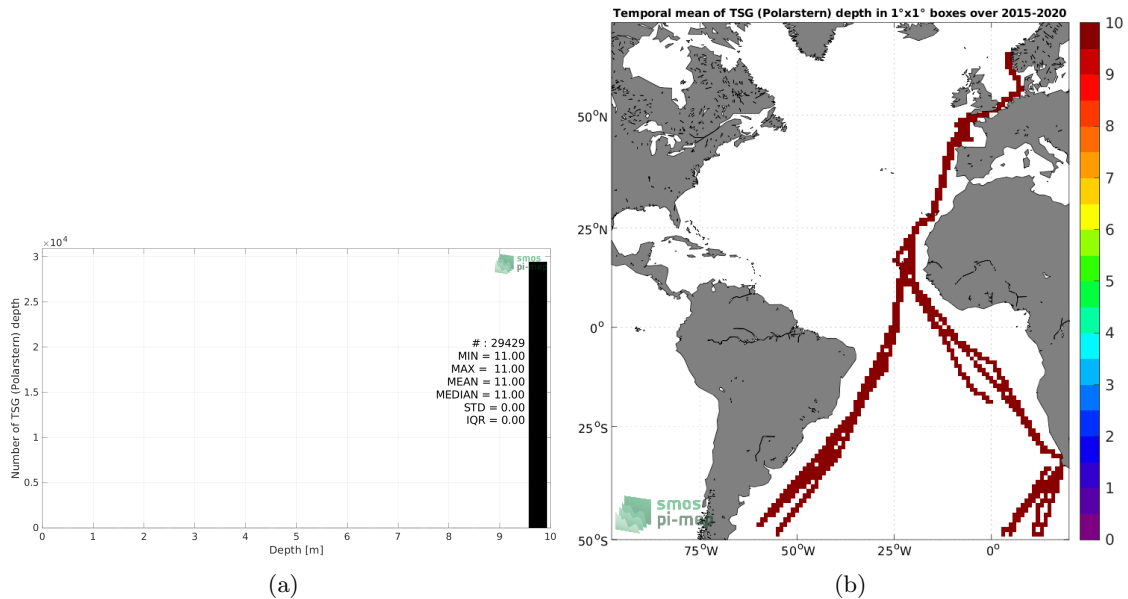 ×10⁴
3
2.5
2
1.5
1
0.5
0
Number of TSG (Polarstern) depth
smos
pi-mep
# : 29429
MIN = 11.00
MAX = 11.00
MEAN = 11.00
MEDIAN = 11.00
STD = 0.00
IQR = 0.00
0 1 2 3 4 5 6 7 8 9 10
Depth [m]
(a)
Temporal mean of TSG (Polarstern) depth in 1°x1° boxes over 2015-2020
50°N
25°N
0°
25°S
50°S
75°W 50°W 25°W 0°
smos
pi-mep
10
9
8
7
6
5
4
3
2
1
0
(b)